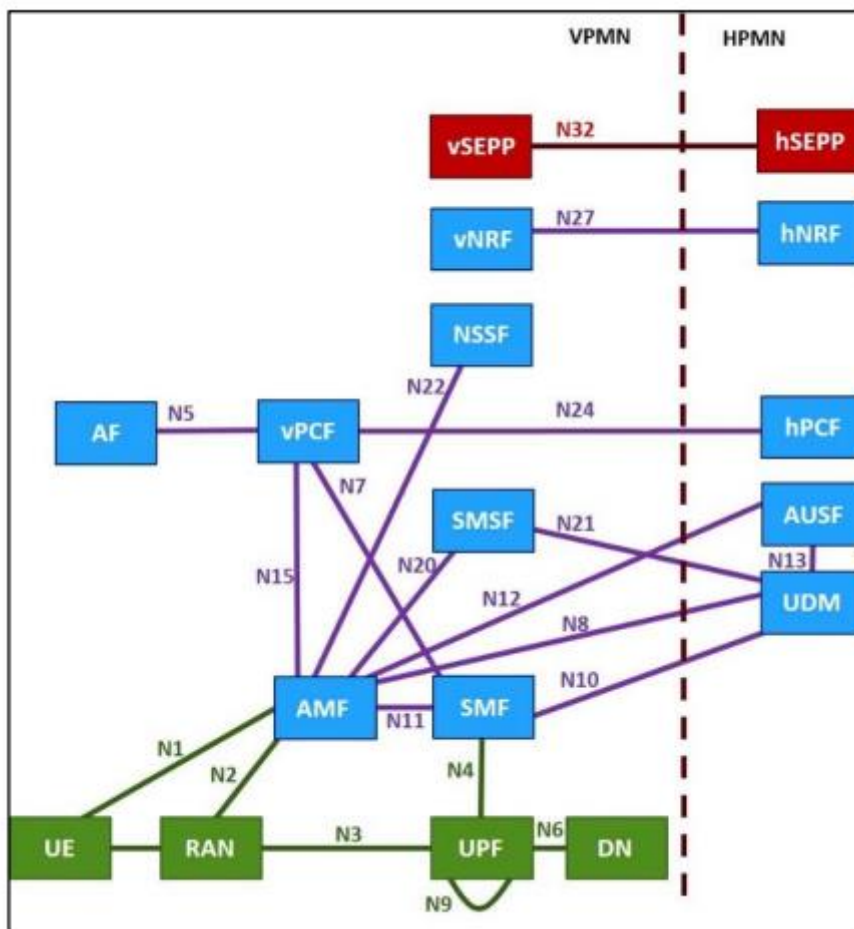 VPMN
HPMN
vSEPP
N32
hSEPP
vNRF
N27
hNRF
NSSF
N22
AF
N5
vPCF
N24
hPCF
N7
SMSF
N21
AUSF
N15
N20
N13
N12
UDM
N8
N10
AMF
N11
SMF
N1
N2
N4
UE
RAN
N3
UPF
N6
DN
N9